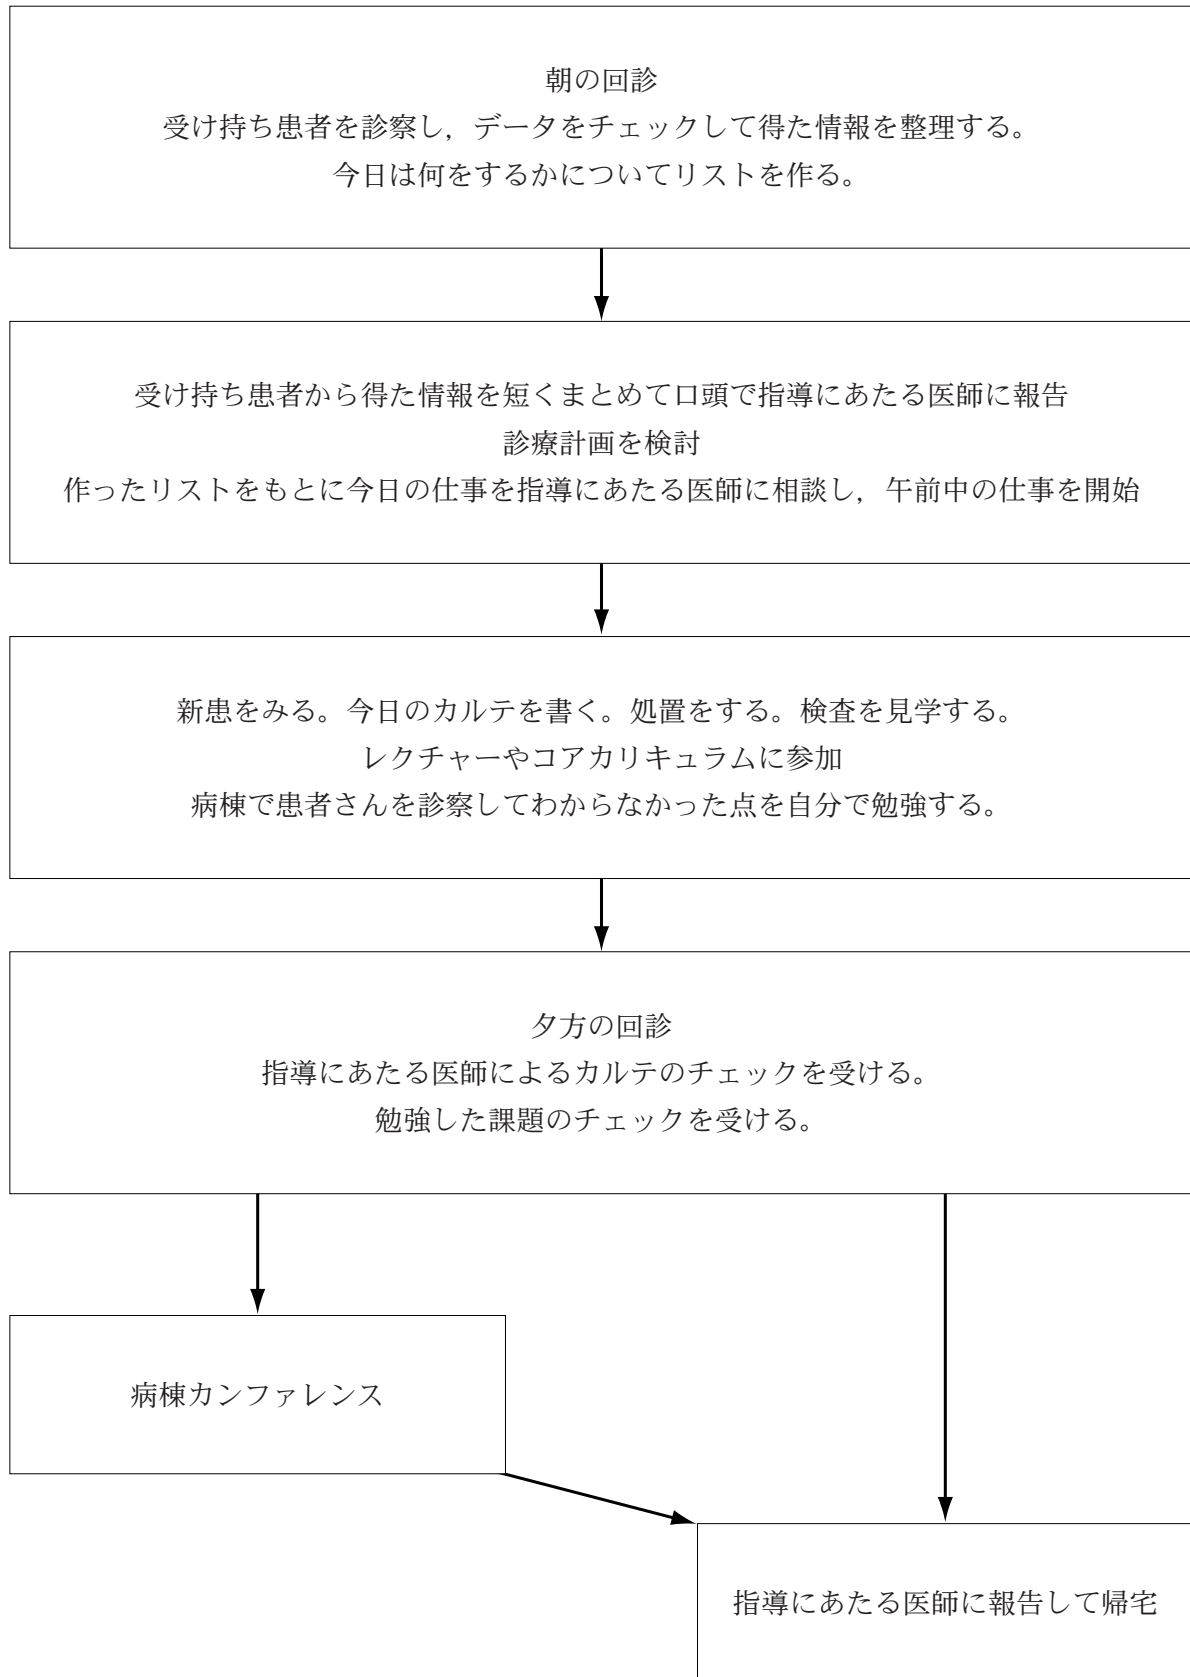 朝の回診
受け持ち患者を診察し，データをチェックして得た情報を整理する。
今日は何をするかについてリストを作る。
受け持ち患者から得た情報を短くまとめて口頭で指導にあたる医師に報告
診療計画を検討
作ったリストをもとに今日の仕事を指導にあたる医師に相談し，午前中の仕事を開始
新患をみる。今日のカルテを書く。処置をする。検査を見学する。
レクチャーやコアカリキュラムに参加
病棟で患者さんを診察してわからなかった点を自分で勉強する。
夕方の回診
指導にあたる医師によるカルテのチェックを受ける。
勉強した課題のチェックを受ける。
病棟カンファレンス
指導にあたる医師に報告して帰宅